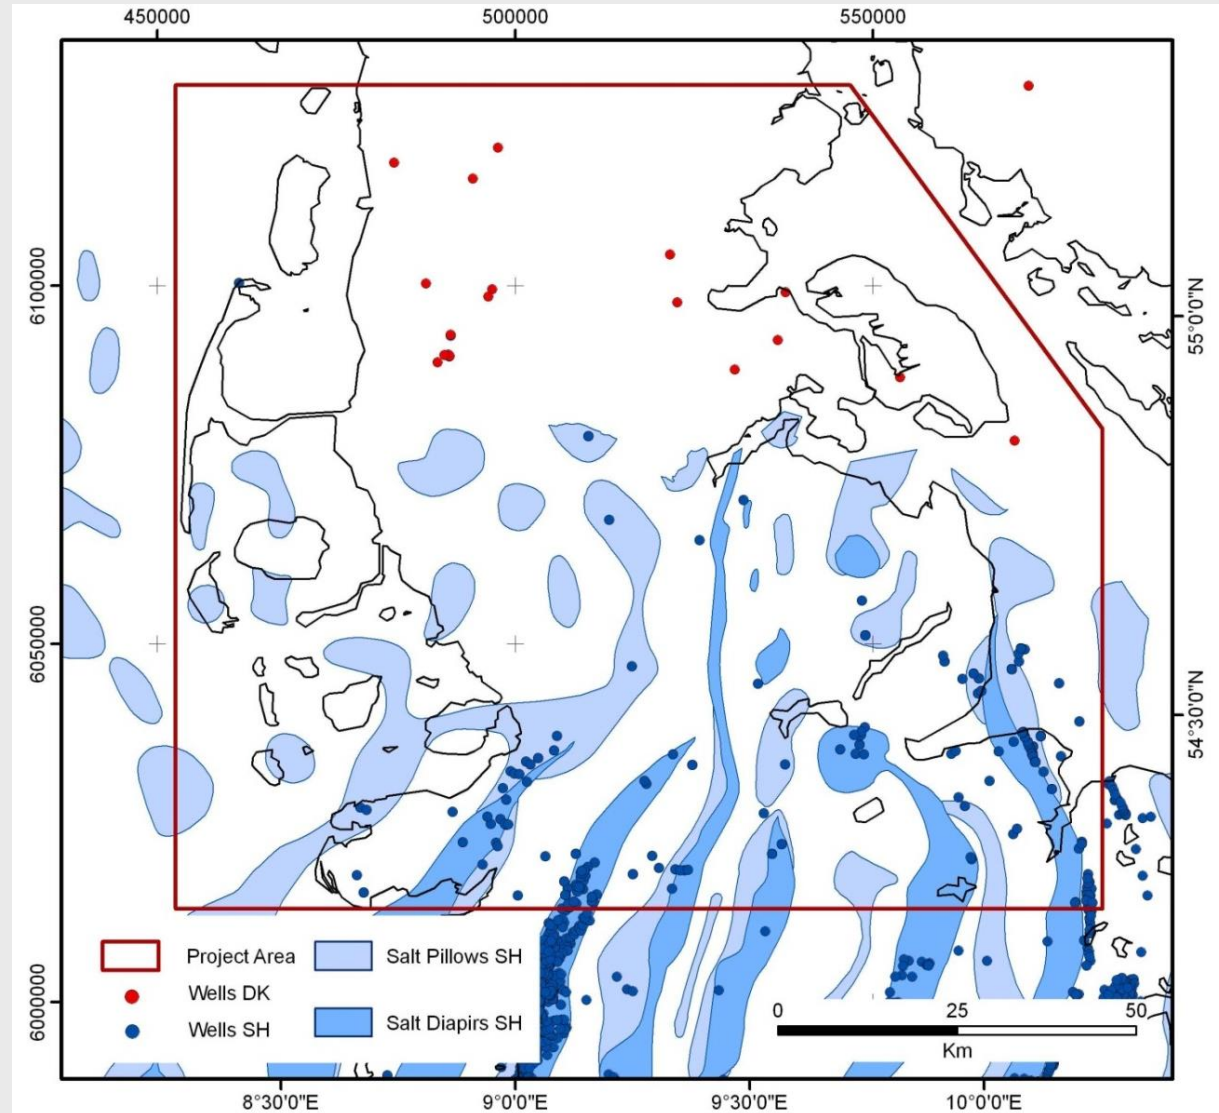 450000 500000 550000
6100000
6050000
6000000
55°0'0"N
54°30'0"N
Project Area
Wells DK
Wells SH
Salt Pillows SH
Salt Diapirs SH
0 25 50
Km
8°30'0"E 9°0'0"E 9°30'0"E 10°0'0"E